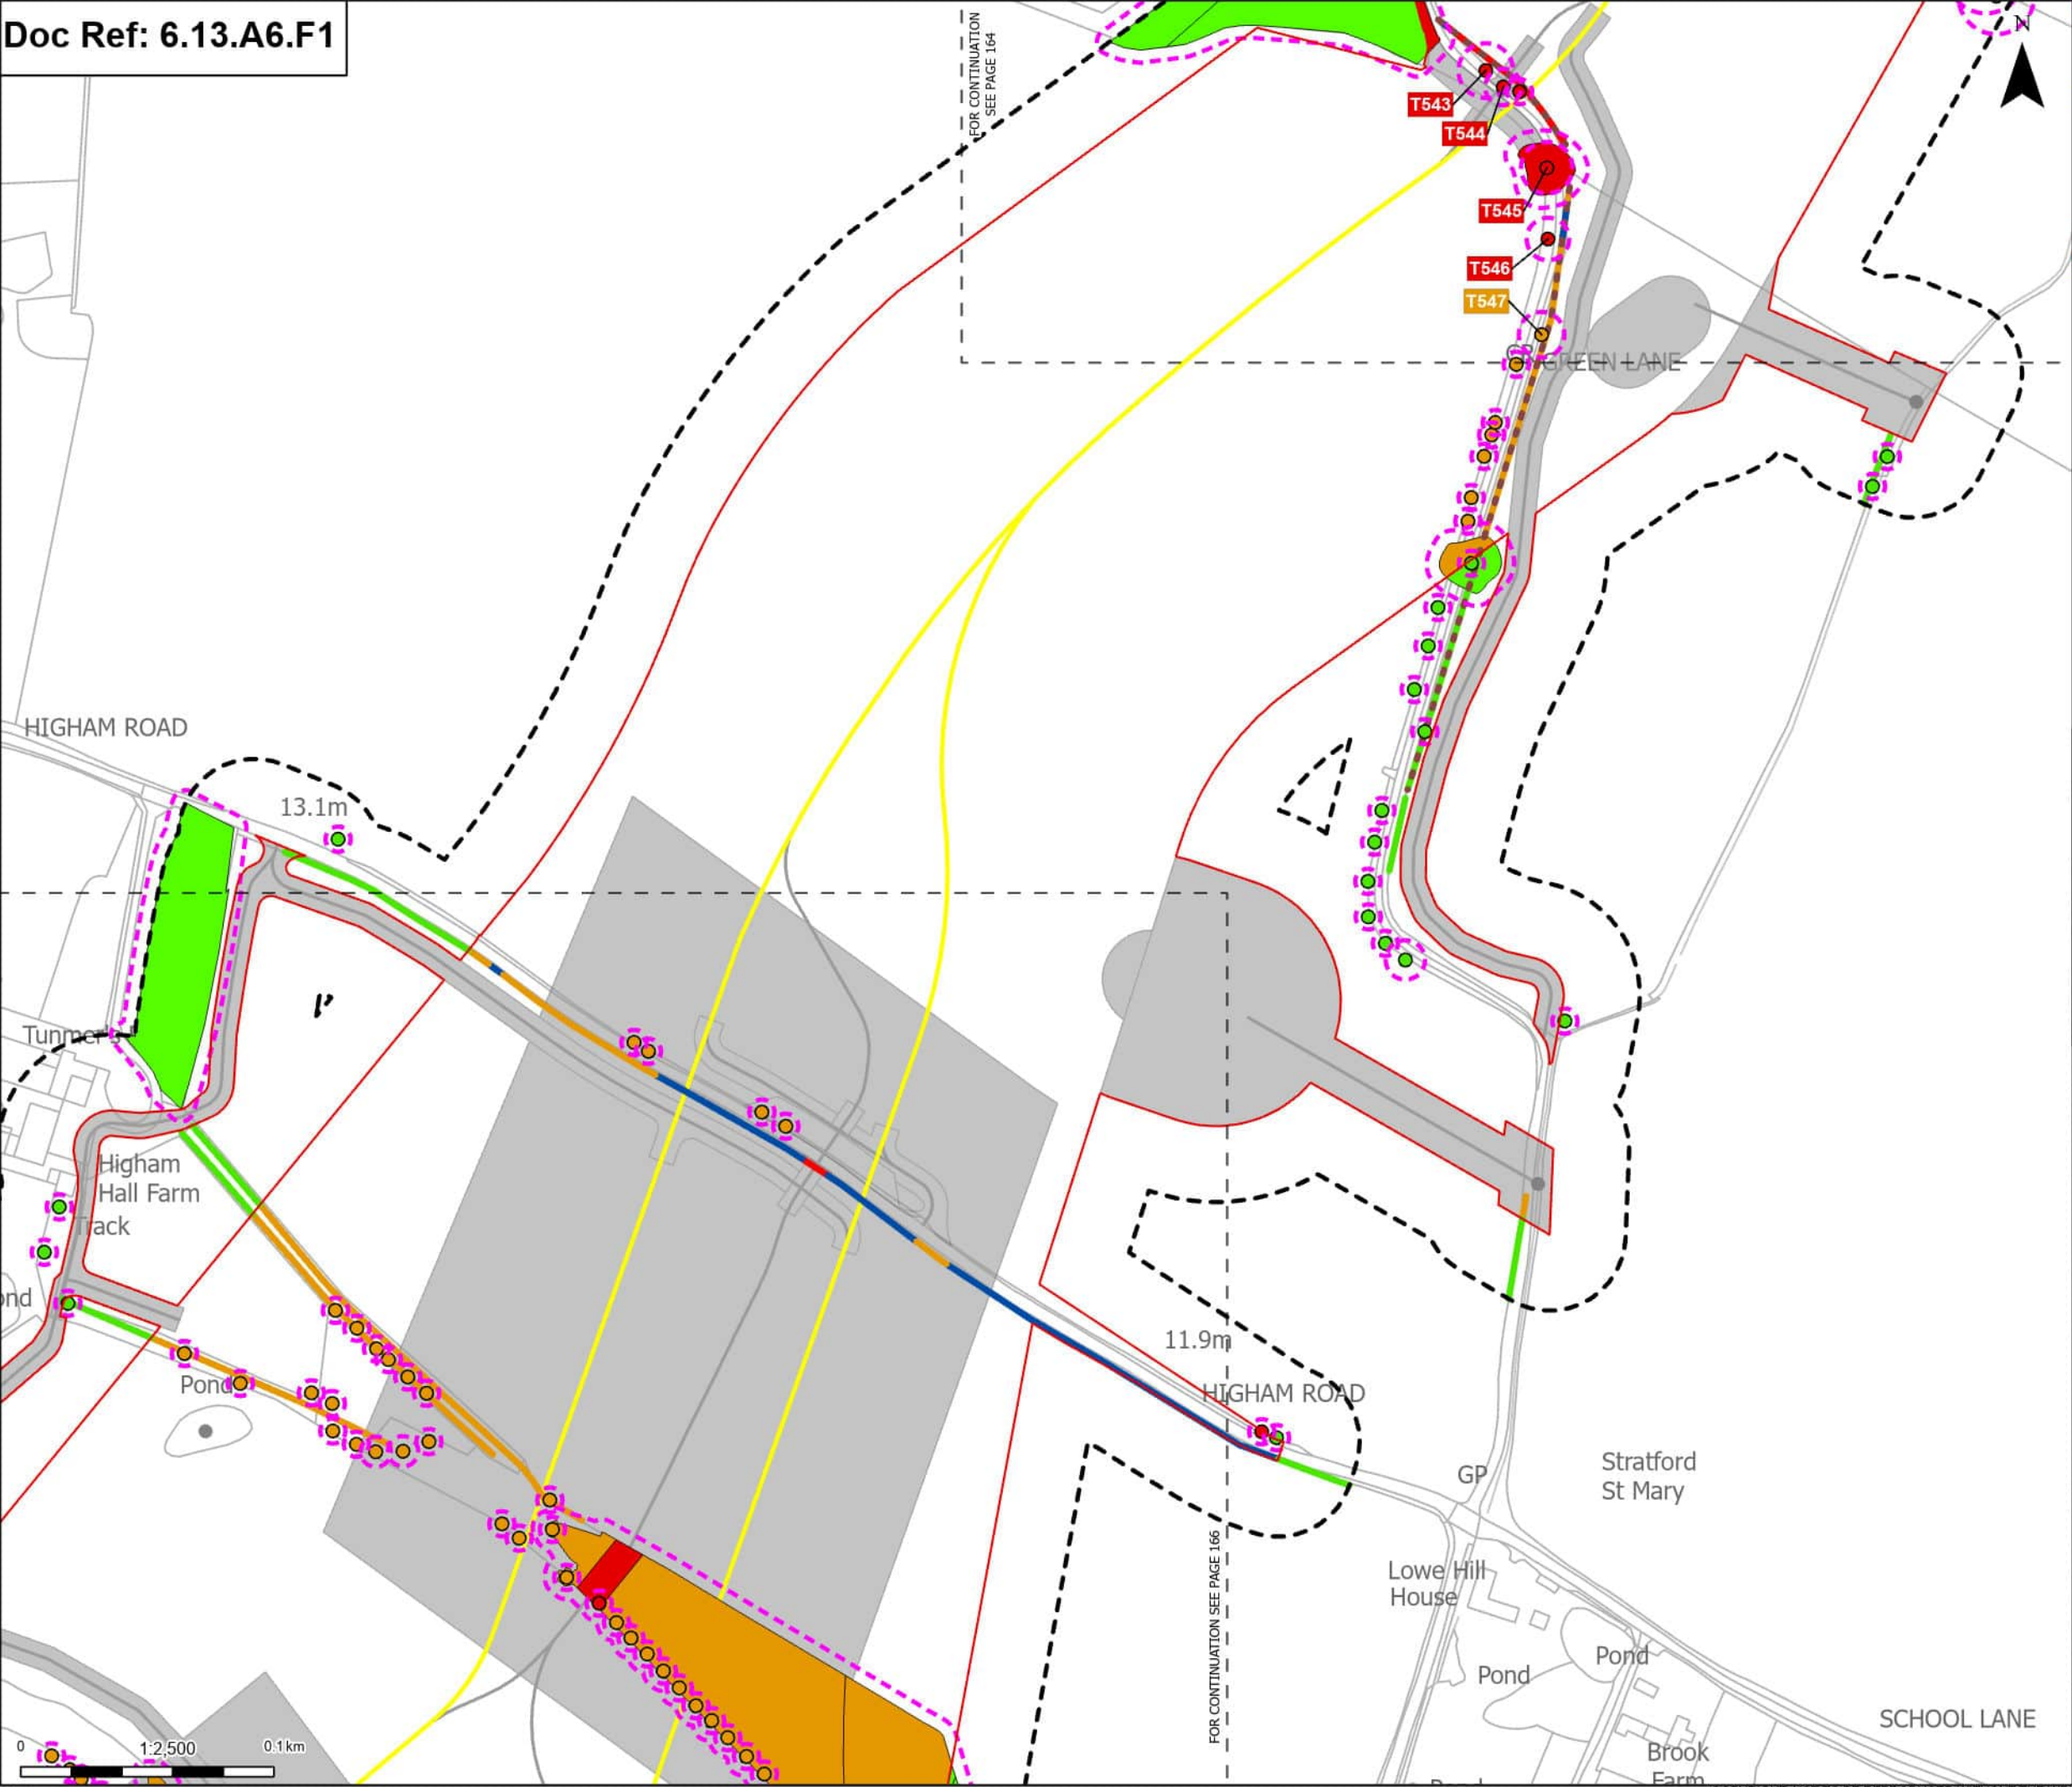 Doc Ref: 6.13.A6.F1
FOR CONTINUATION
SEE PAGE 164
N
T543
T544
T545
T546
T547
GREEN LANE
HIGHAM ROAD
13.1m
Higham
Hall Farm
Track
Pond
11.9m
HIGHAM ROAD
GP
Stratford
St Mary
FOR CONTINUATION SEE PAGE 166
Lowe Hill
House
Pond
Pond
SCHOOL LANE
Brook
Farm
0
1:2,500
0.1km